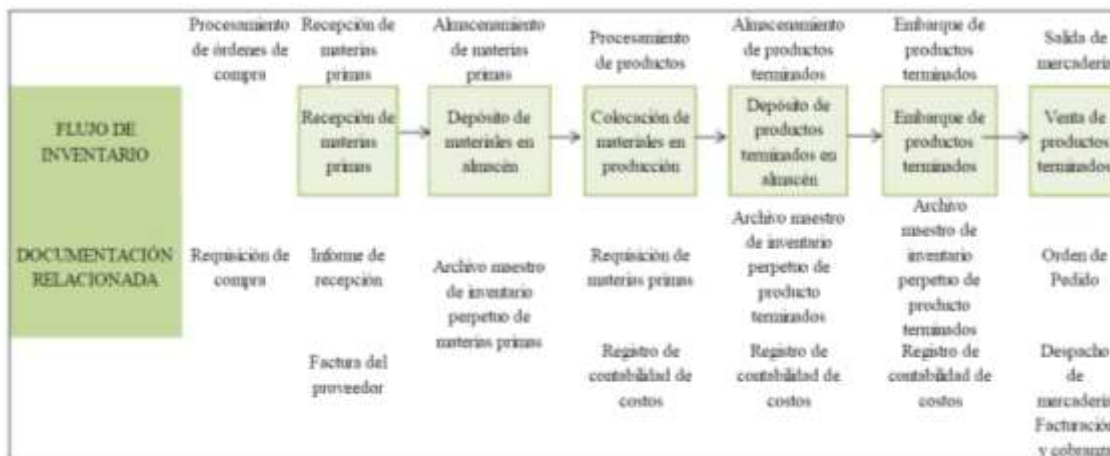 Procesamiento
de órdenes de
compra
Recepción de
materias
primas
Almacenamiento
de materias
primas
Procesamiento
de productos
Almacenamiento
de productos
terminados
Embarque de
productos
terminados
Salida de
mercadería
FLUJO DE
INVENTARIO
Recepción de
materias
primas
Depósito de
materiales en
almacén
Colocación de
materiales en
producción
Depósito de
productos
terminados en
almacén
Embarque de
productos
terminados
Venta de
productos
terminados
DOCUMENTACIÓN
RELACIONADA
Requisición de
compra
Informe de
recepción
Archivo maestro
de inventario
perpetuo de
materias primas
Requisición de
materias primas
Archivo maestro
de inventario
perpetuo de
producto
terminados
Archivo
maestro de
inventario
perpetuo de
producto
terminados
Orden de
Pedido
Factura del
proveedor
Registro de
contabilidad de
costos
Registro de
contabilidad de
costos
Registro de
contabilidad de
costos
Despacho
de
mercadería
Facturación
y cobranza